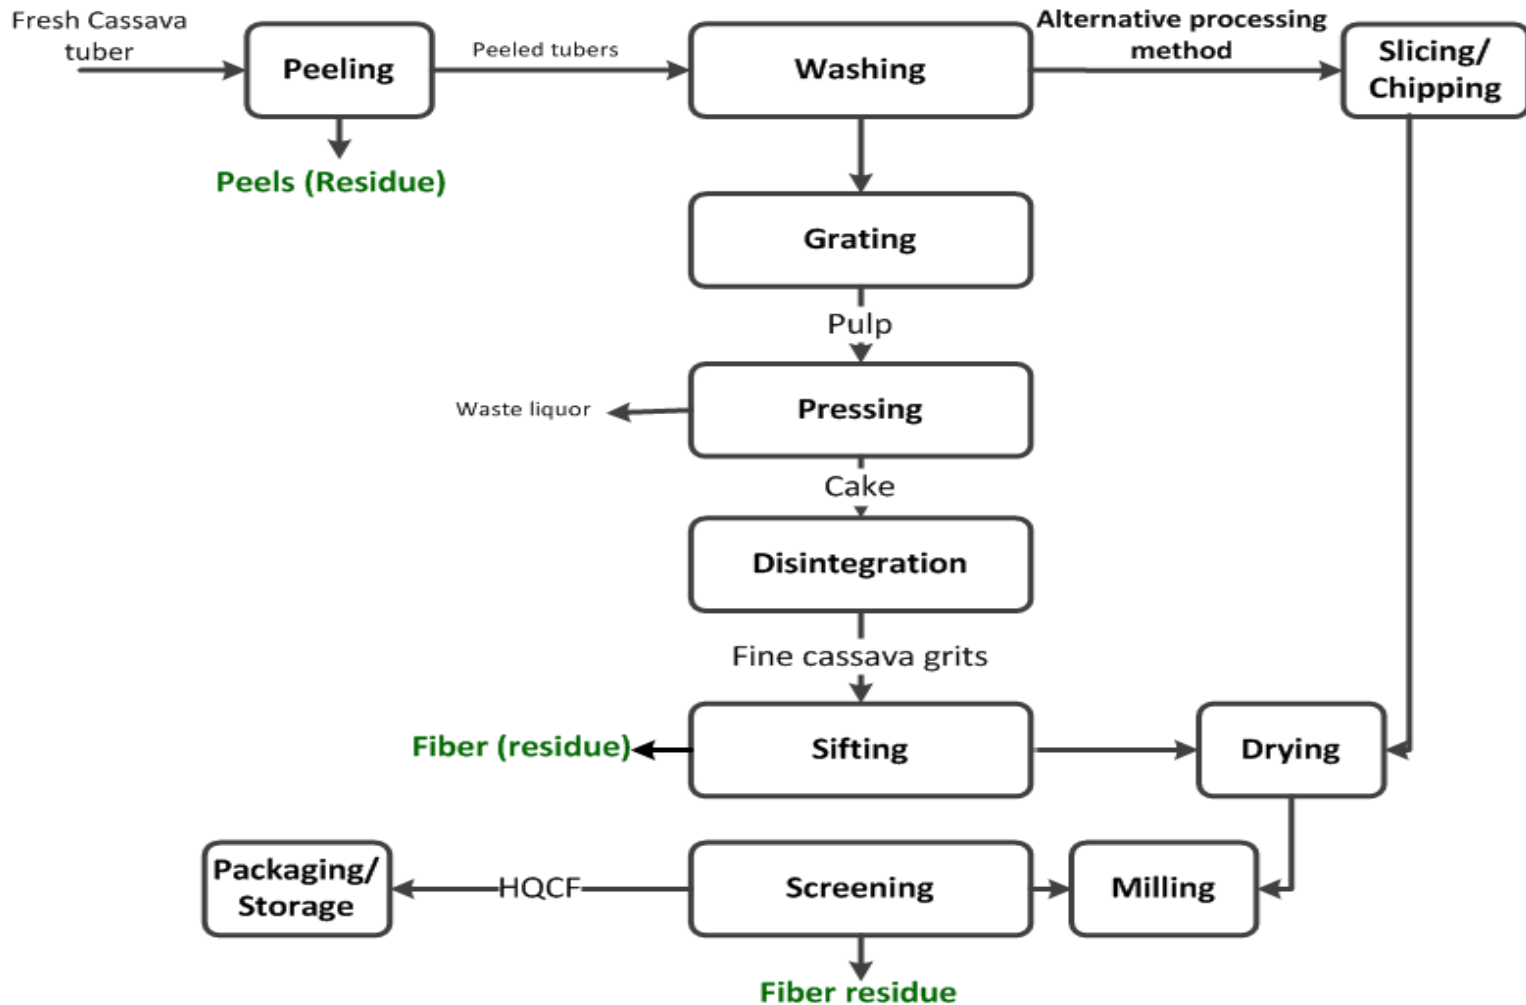 Fresh Cassava
tuber
Peeling
Peeled tubers
Washing
Alternative processing
method
Slicing/
Chipping
Peels (Residue)
Grating
Pulp
Pressing
Waste liquor
Cake
Disintegration
Fine cassava grits
Fiber (residue)
Sifting
Drying
Packaging/
Storage
HQCF
Screening
Milling
Fiber residue